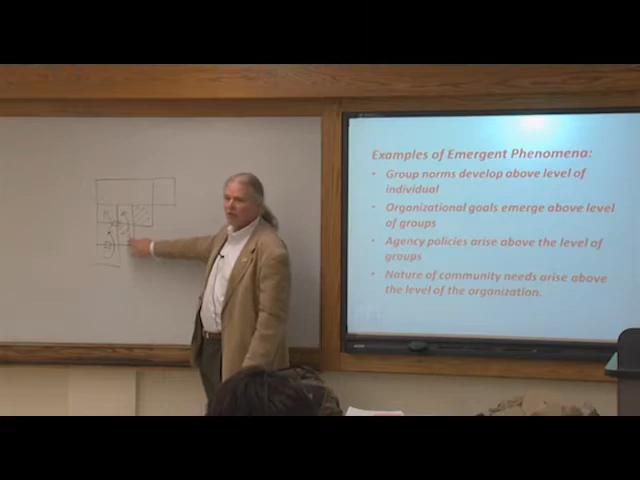 Examples of Emergent Phenomena:
• Group norms develop above level of
individual
• Organizational goals emerge above level
of groups
• Agency policies arise above the level of
groups
• Nature of community needs arise above
the level of the organization.